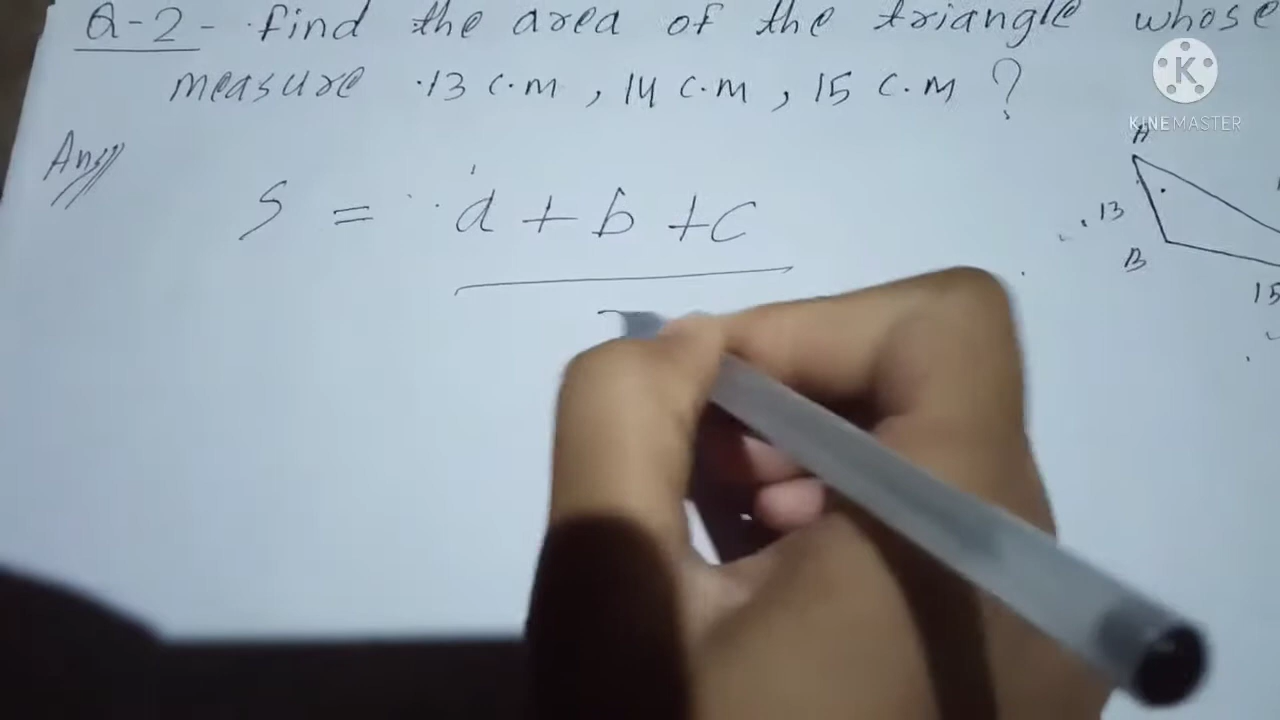 Q-2- find the area of the triangle whose
measure 13 c.m , 14 c.m , 15 c.m ?
KINEMASTER
Ans
A
S = a + b + c
13
B
15